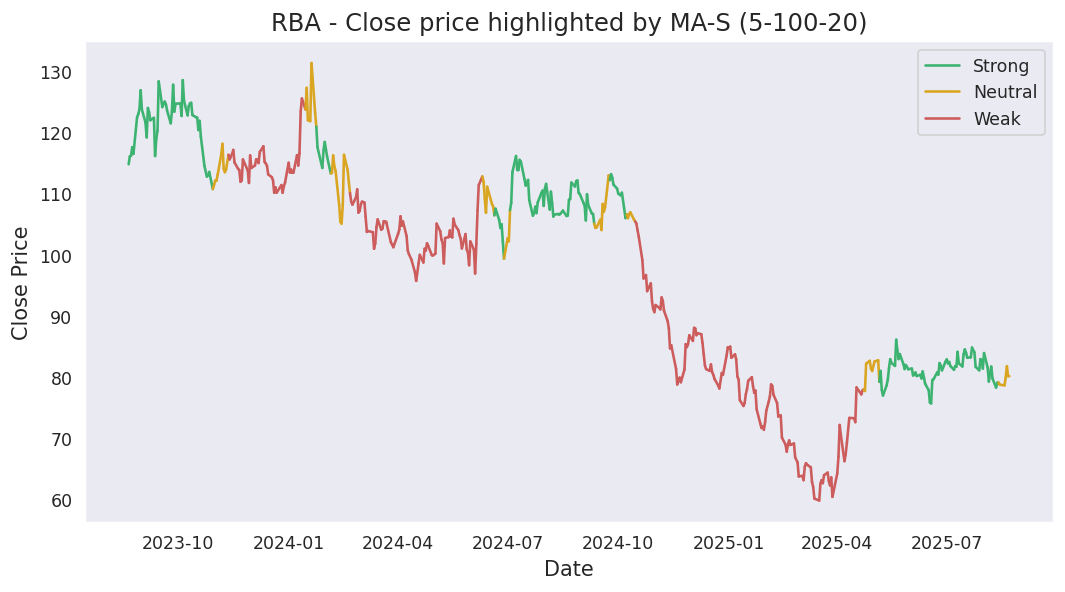 RBA - Close price highlighted by MA-S (5-100-20)
Strong
Neutral
Weak
Close Price
130
120
110
100
90
80
70
60
2023-10 2024-01 2024-04 2024-07 2024-10 2025-01 2025-04 2025-07
Date